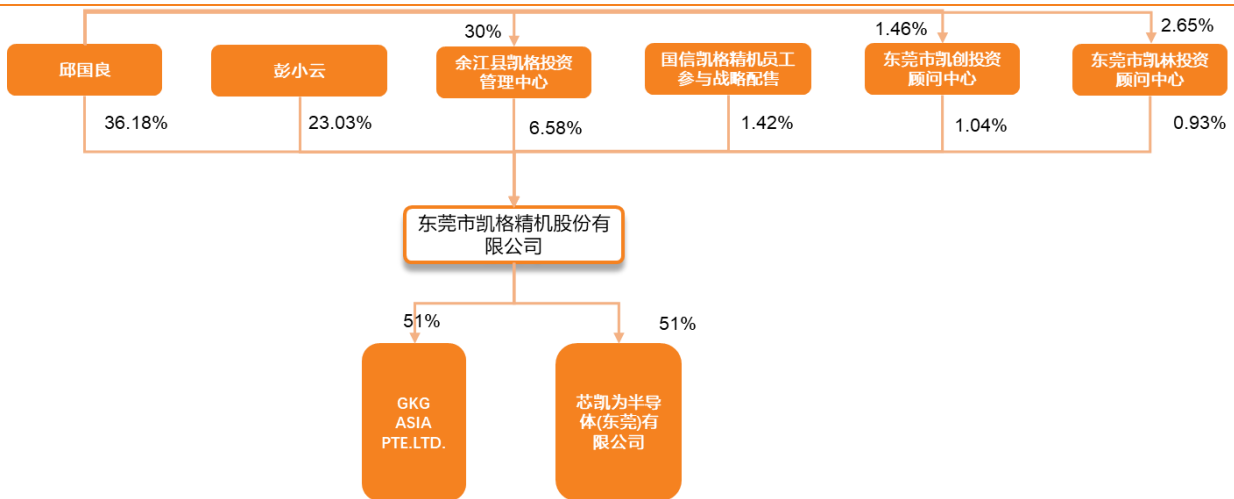 30%
1.46%
2.65%
邱国良
彭小云
余江县凯格投资
管理中心
国信凯格精机员工
参与战略配售
东莞市凯创投资
顾问中心
东莞市凯林投资
顾问中心
36.18%
23.03%
6.58%
1.42%
1.04%
0.93%
东莞市凯格精机股份有
限公司
51%
51%
GKG
ASIA
PTE.LTD.
芯凯为半导
体(东莞)有
限公司